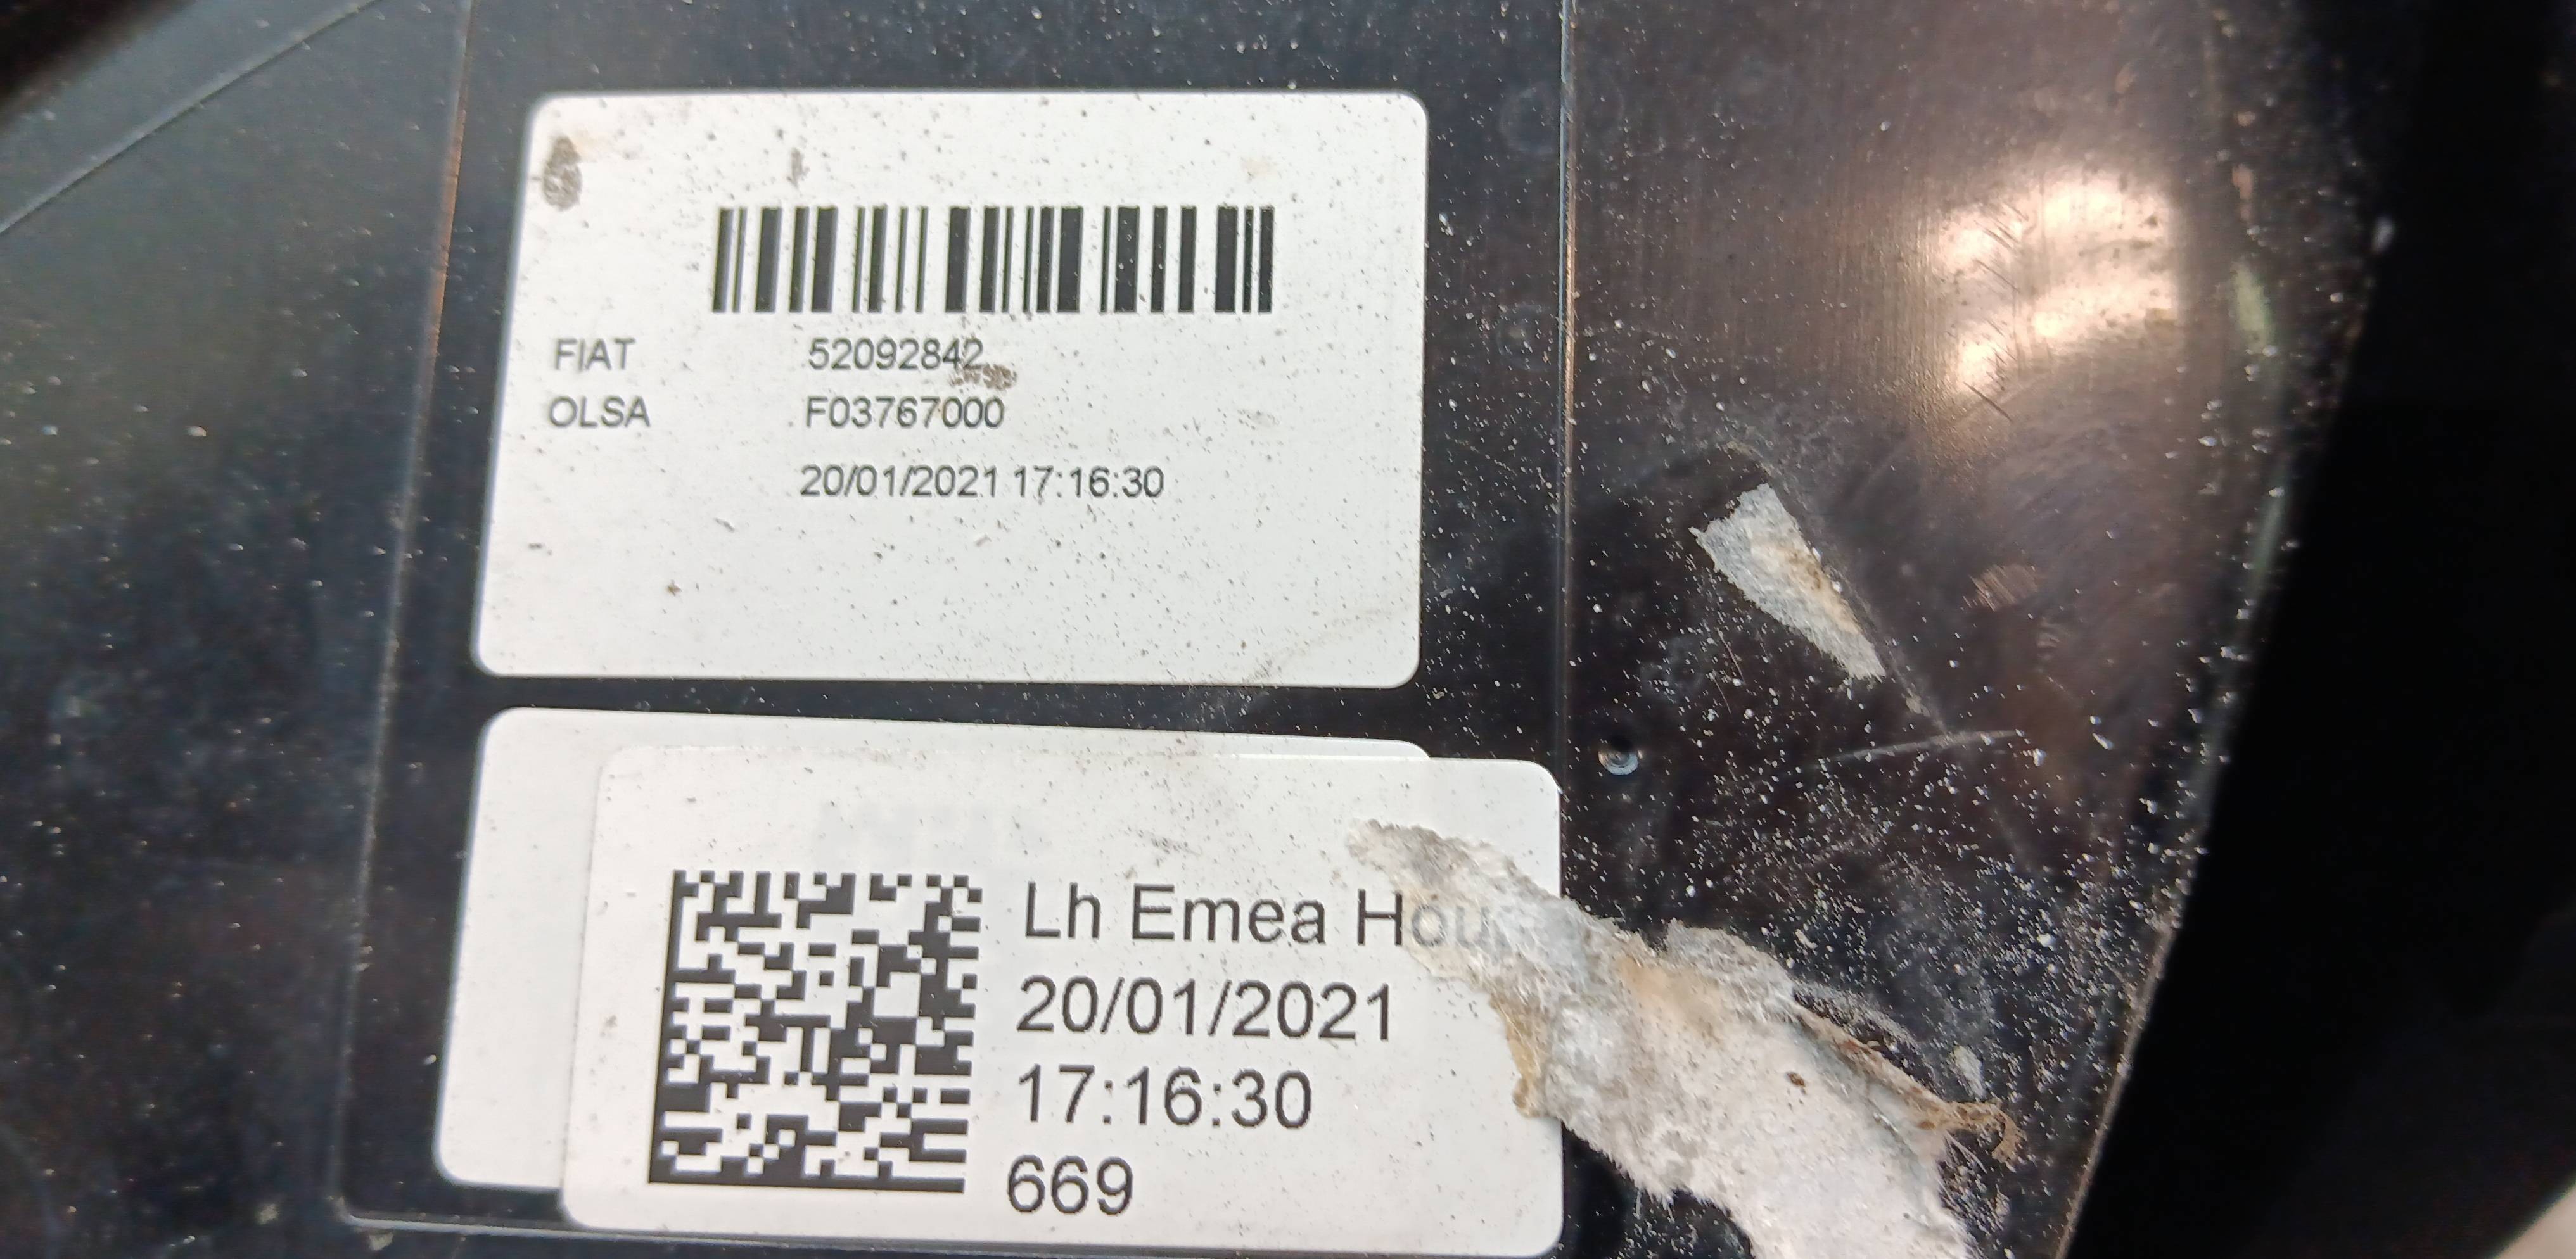 FIAT 52092842
OLSA F03767000
20/01/2021 17:16:30
Lh Emea
20/01/2021
17:16:30
669